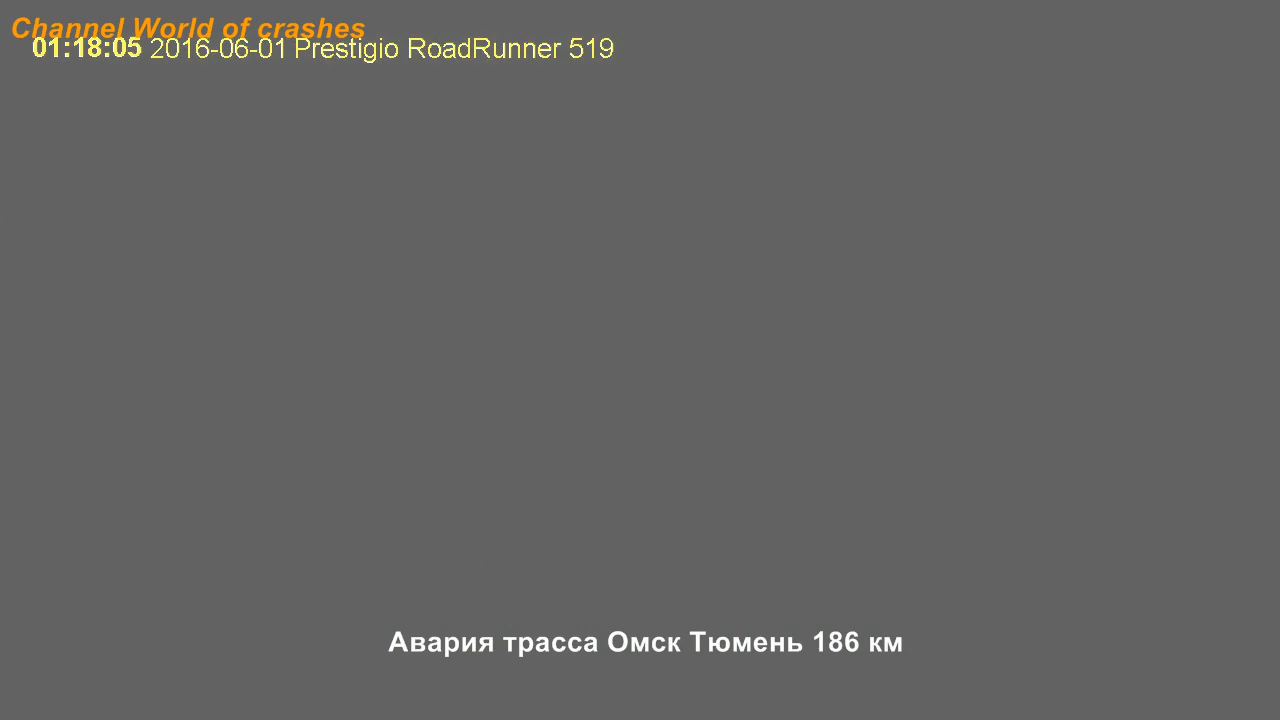 Channel World of crashes
01:18:05 2016-06-01 Prestigio RoadRunner 519
Авария трасса Омск Тюмень 186 км